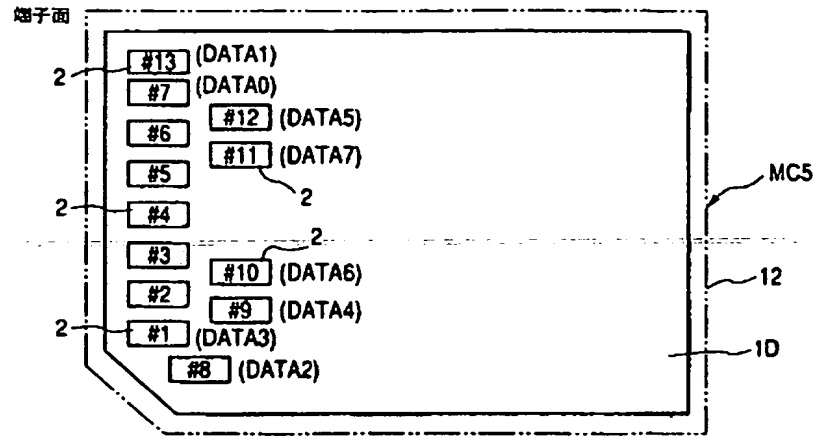 端子面
#13 (DATA1)
2
#7 (DATA0)
#12 (DATA5)
#6
#11 (DATA7)
#5
MC5
2
2
#4
2
#3
#10 (DATA6)
12
#2
#9 (DATA4)
2
#1 (DATA3)
1D
#8 (DATA2)